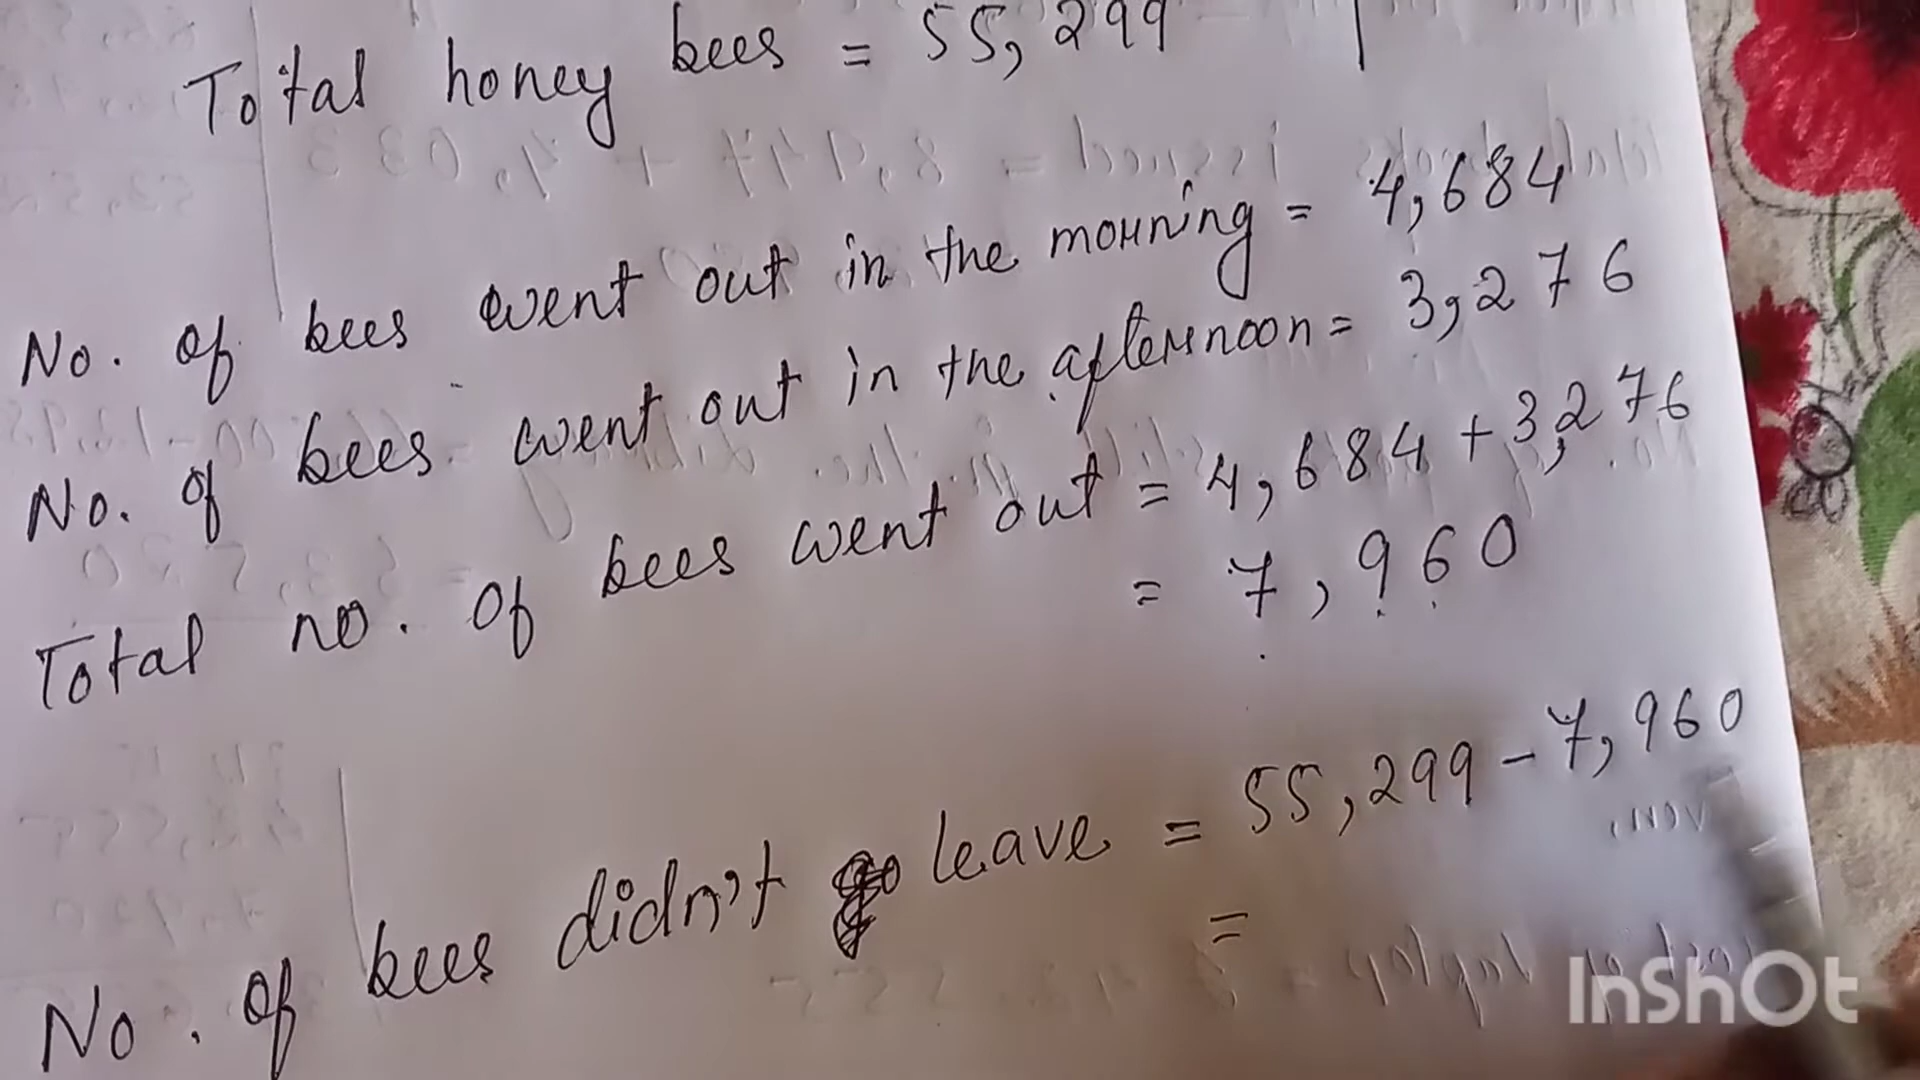 Total honey bees = 55,299
No. of bees went out in the morning = 4,684
No. of bees went out in the afternoon = 3,276
Total no. of bees went out = 4,684 + 3,276
= 7,960
No. of bees didn't leave = 55,299 - 7,960
=
InShOt